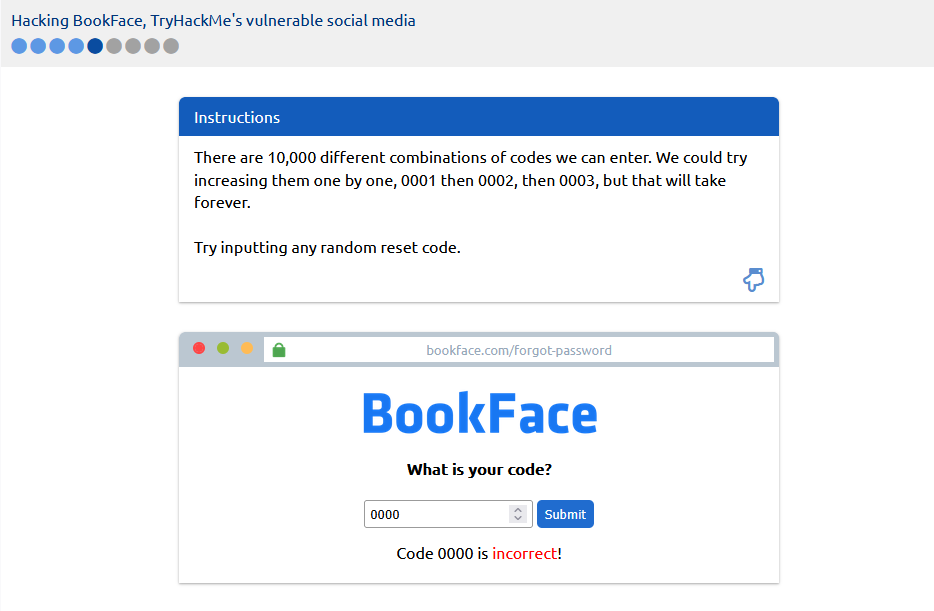 Hacking BookFace, TryHackMe's vulnerable social media
Instructions
There are 10,000 different combinations of codes we can enter. We could try
increasing them one by one, 0001 then 0002, then 0003, but that will take
forever.
Try inputting any random reset code.
bookface.com/forgot-password
BookFace
What is your code?
0000
Submit
Code 0000 is incorrect!